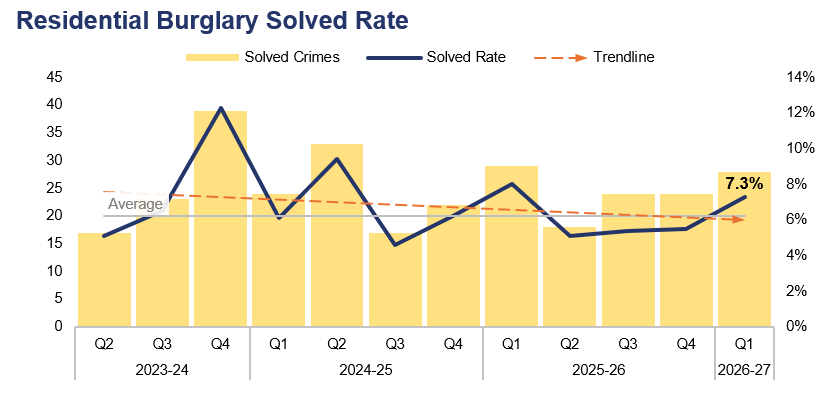 Residential Burglary Solved Rate
Solved Crimes Solved Rate Trendline
45 14%
40 12%
35 10%
30 8%
25 6%
20 4%
15 2%
10 0%
5
0
Average
7.3%
Q2 Q3 Q4 Q1 Q2 Q3 Q4 Q1 Q2 Q3 Q4 Q1
2023-24 2024-25 2025-26 2026-27